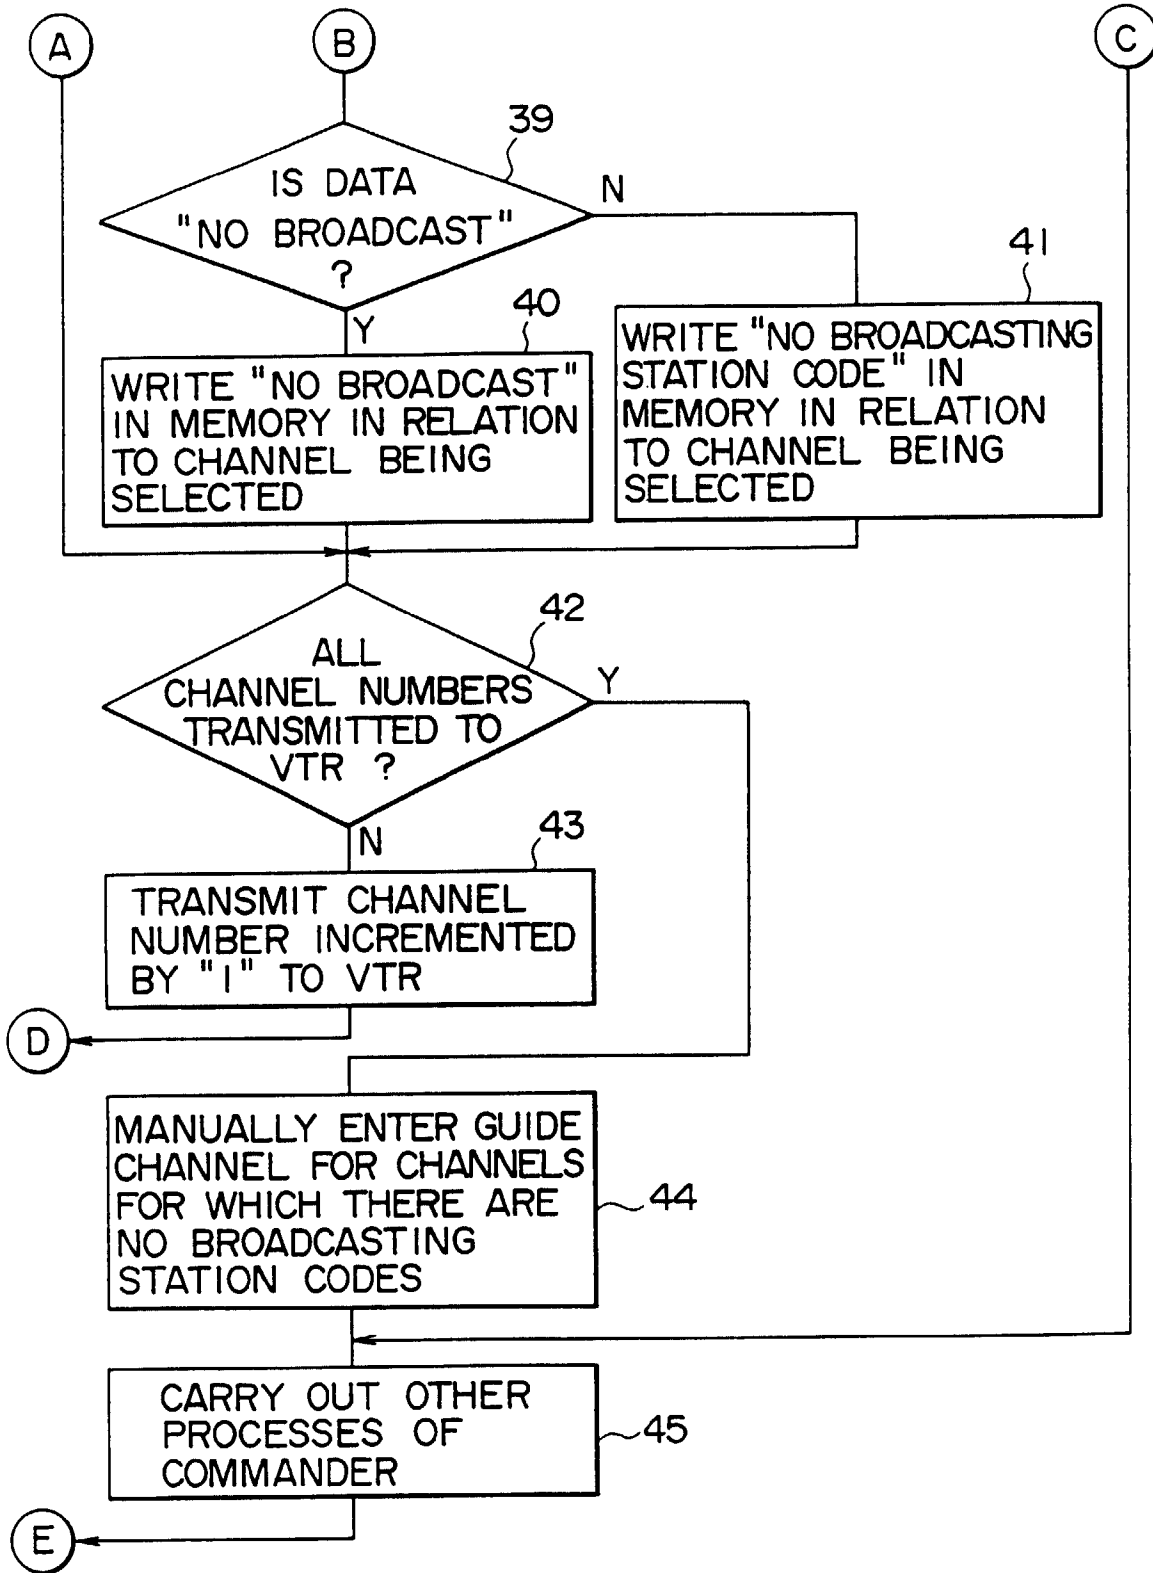 A
B
C
39
IS DATA
"NO BROADCAST"
?
N
Y
40
WRITE "NO BROADCAST"
IN MEMORY IN RELATION
TO CHANNEL BEING
SELECTED
41
WRITE "NO BROADCASTING
STATION CODE" IN
MEMORY IN RELATION
TO CHANNEL BEING
SELECTED
42
ALL
CHANNEL NUMBERS
TRANSMITTED TO
VTR ?
Y
N
43
TRANSMIT CHANNEL
NUMBER INCREMENTED
BY "1" TO VTR
D
MANUALLY ENTER GUIDE
CHANNEL FOR CHANNELS
FOR WHICH THERE ARE
NO BROADCASTING
STATION CODES
44
CARRY OUT OTHER
PROCESSES OF
COMMANDER
45
E